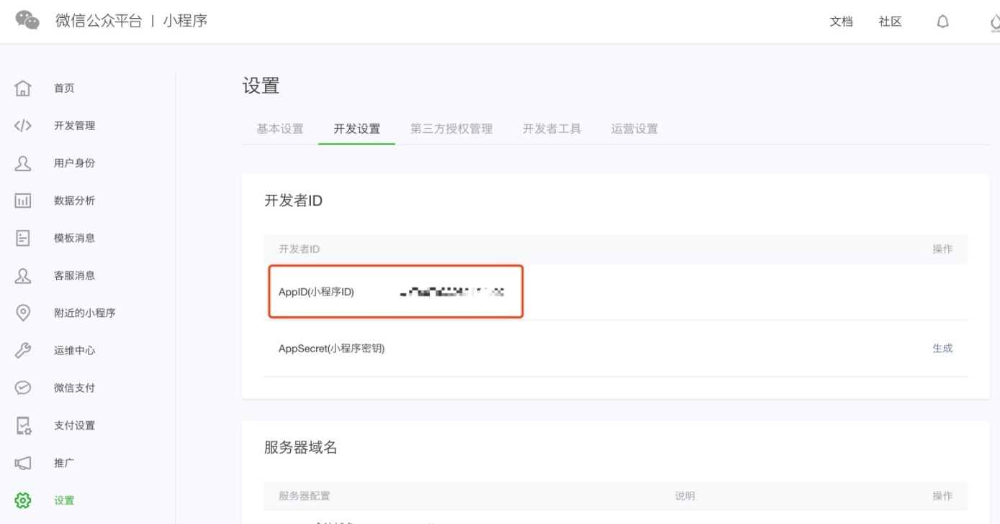 微信公众平台 | 小程序
文档 社区
首页
开发管理
用户身份
数据分析
模板消息
客服消息
附近的小程序
运维中心
微信支付
支付设置
推广
设置
设置
基本设置 开发设置 第三方授权管理 开发者工具 运营设置
开发者ID
开发者ID 操作
AppID(小程序ID)
AppSecret(小程序密钥) 生成
服务器域名
服务器配置 说明 操作